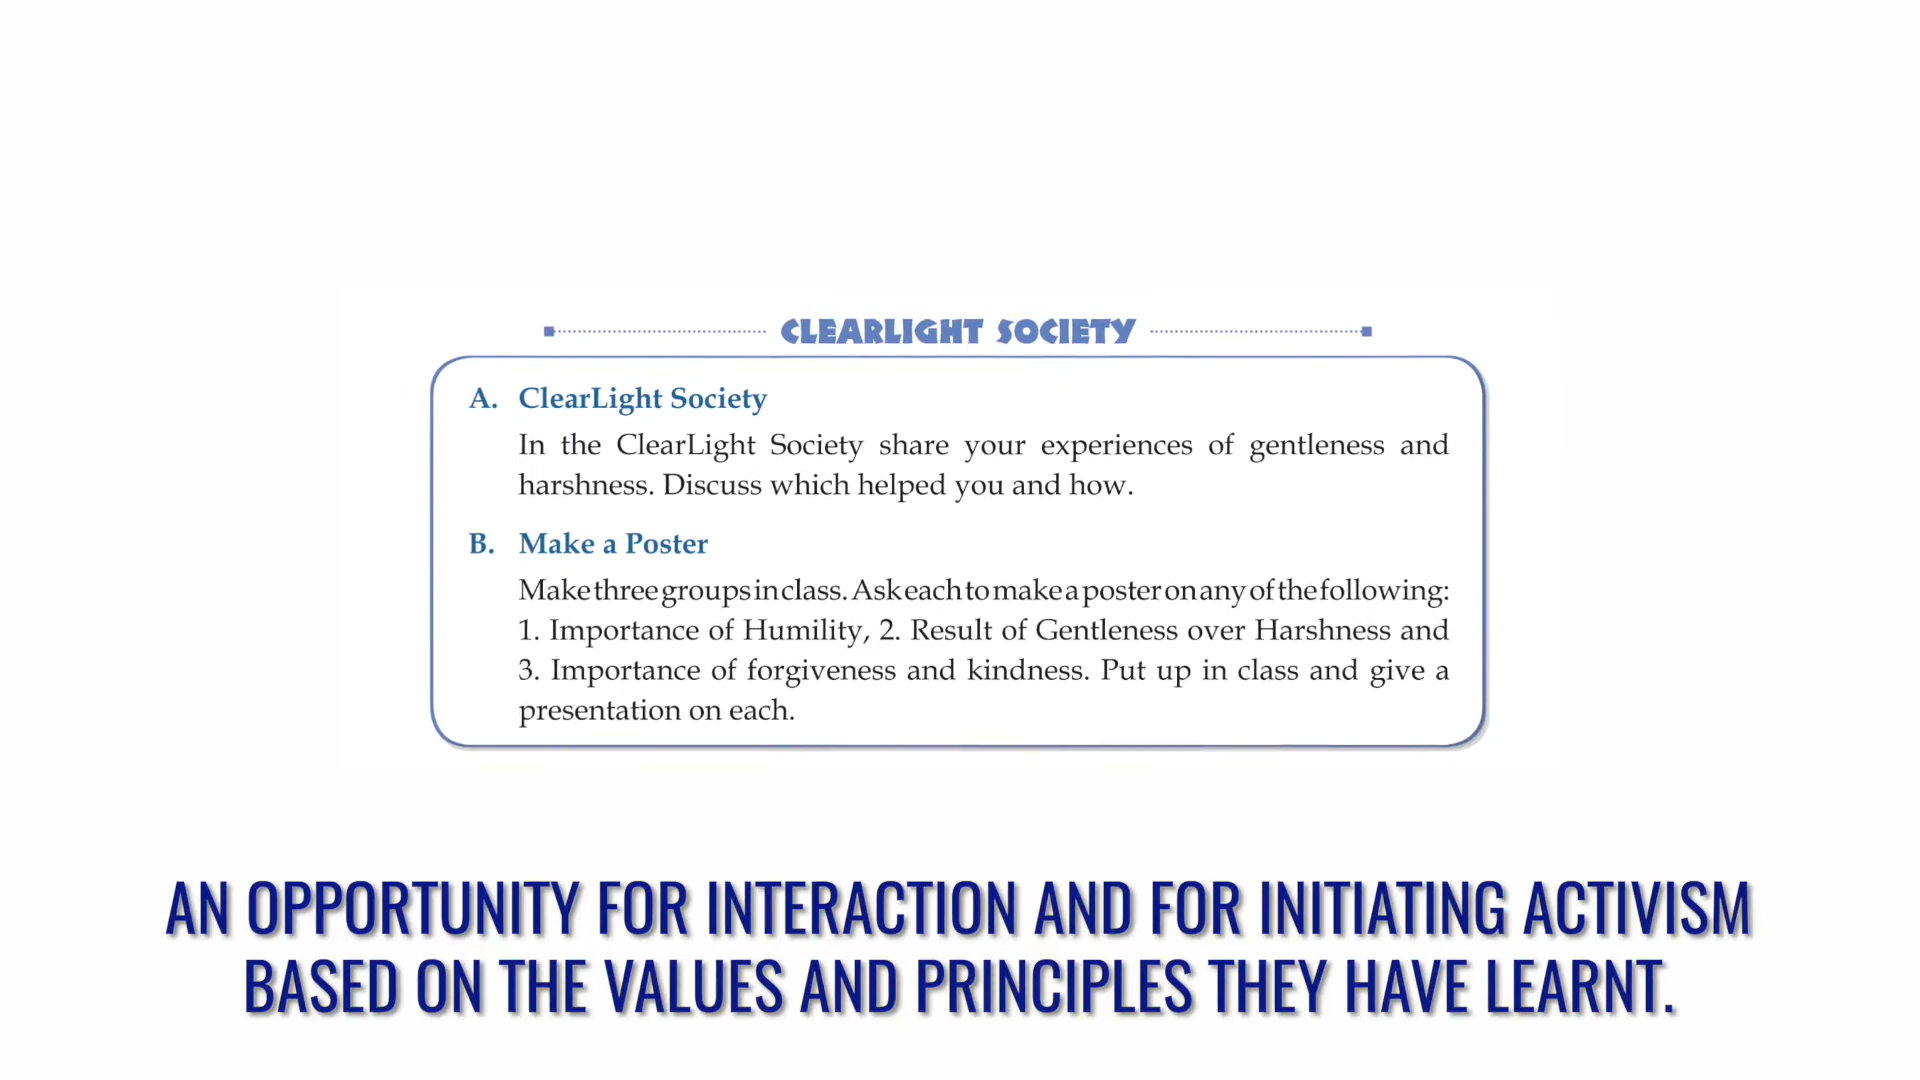 CLEARLIGHT SOCIETY
A. ClearLight Society
In the ClearLight Society share your experiences of gentleness and
harshness. Discuss which helped you and how.
B. Make a Poster
Make three groups in class. Ask each to make a poster on any of the following:
1. Importance of Humility, 2. Result of Gentleness over Harshness and
3. Importance of forgiveness and kindness. Put up in class and give a
presentation on each.
AN OPPORTUNITY FOR INTERACTION AND FOR INITIATING ACTIVISM
BASED ON THE VALUES AND PRINCIPLES THEY HAVE LEARNT.